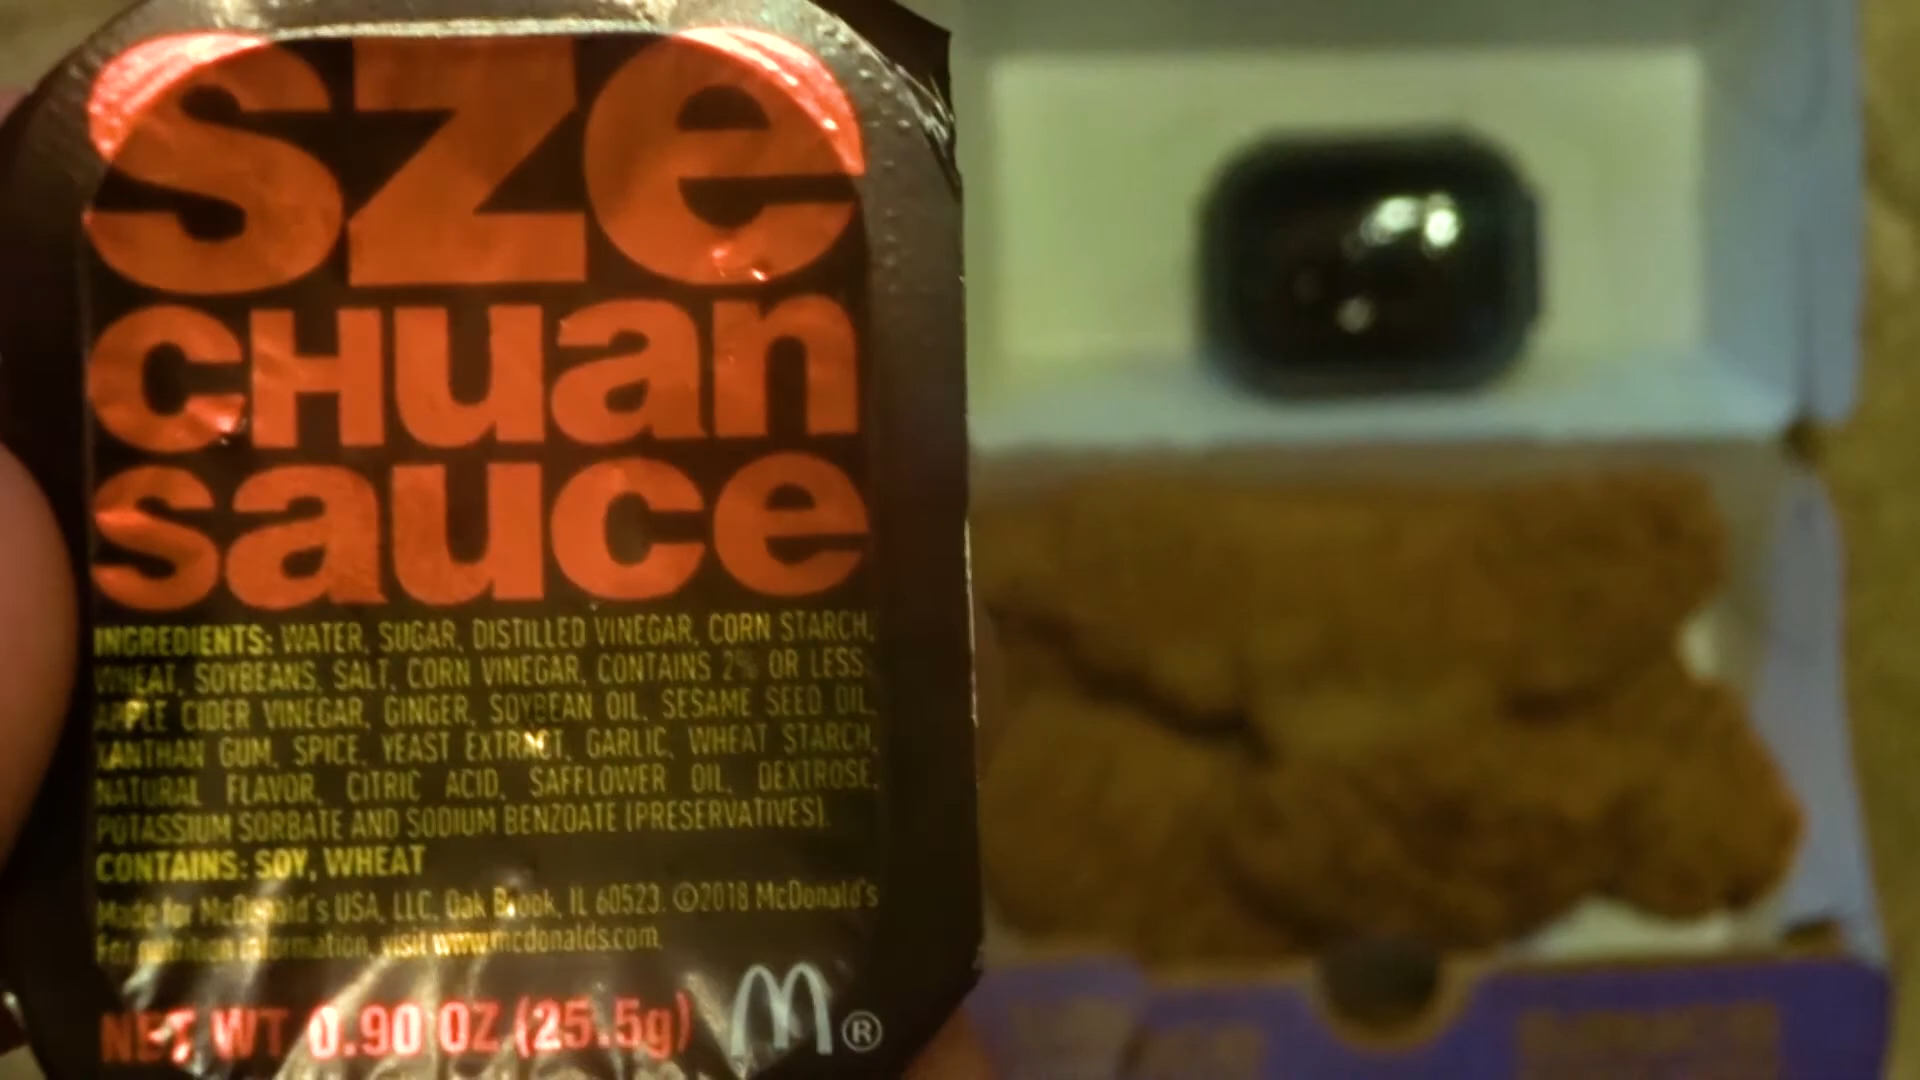 sze
cHuan
sauce
INGREDIENTS: WATER, SUGAR, DISTILLED VINEGAR, CORN STARCH,
WHEAT, SOYBEANS, SALT, CORN VINEGAR, CONTAINS 2% OR LESS:
APPLE CIDER VINEGAR, GINGER, SOYBEAN OIL, SESAME SEED OIL,
XANTHAN GUM, SPICE, YEAST EXTRACT, GARLIC, WHEAT STARCH,
NATURAL FLAVOR, CITRIC ACID, SAFFLOWER OIL, DEXTROSE,
POTASSIUM SORBATE AND SODIUM BENZOATE (PRESERVATIVES).
CONTAINS: SOY, WHEAT
Made for McDonald's USA, LLC, Oak Brook, IL 60523. ©2018 McDonald's
For nutrition information, visit www.mcdonalds.com.
NET WT 0.90 OZ (25.5g) M®